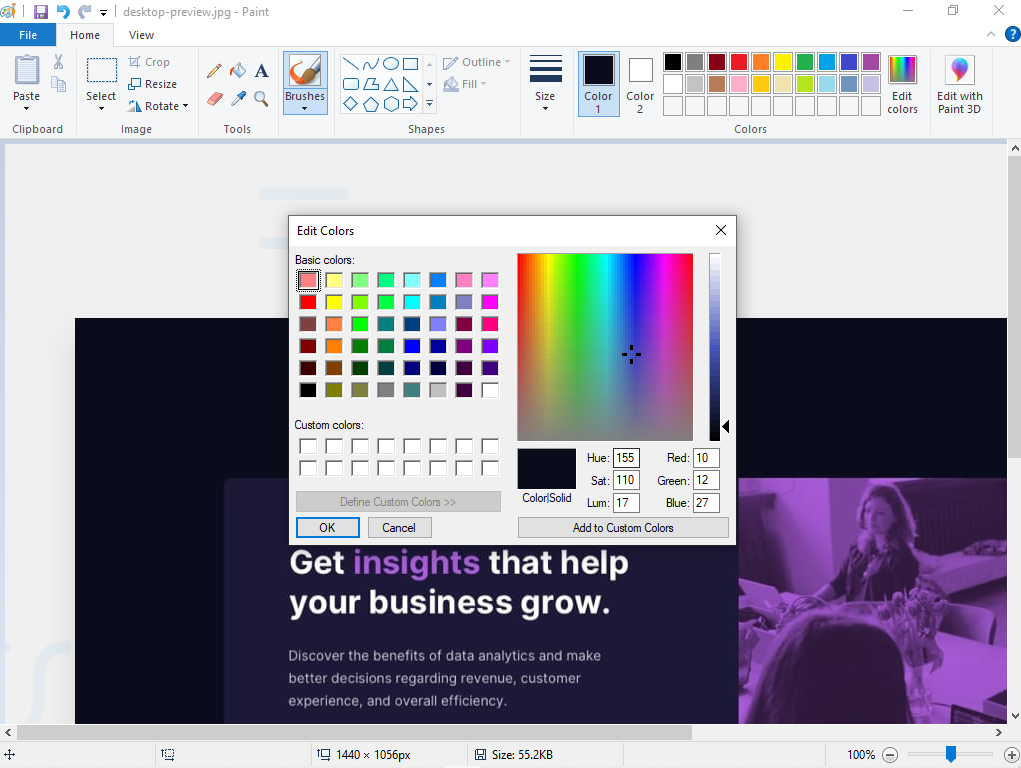 desktop-preview.jpg - Paint
File
Home
View
Paste
Select
Crop
Resize
Rotate
Brushes
Outline
Fill
Size
Color 1
Color 2
Edit colors
Edit with Paint 3D
Clipboard
Image
Tools
Shapes
Colors
Edit Colors
Basic colors:
Custom colors:
Define Custom Colors >>
OK
Cancel
Color|Solid
Hue: 155
Sat: 110
Lum: 17
Red: 10
Green: 12
Blue: 27
Add to Custom Colors
Get insights that help
your business grow.
Discover the benefits of data analytics and make
better decisions regarding revenue, customer
experience, and overall efficiency.
1440 × 1056px
Size: 55.2KB
100%